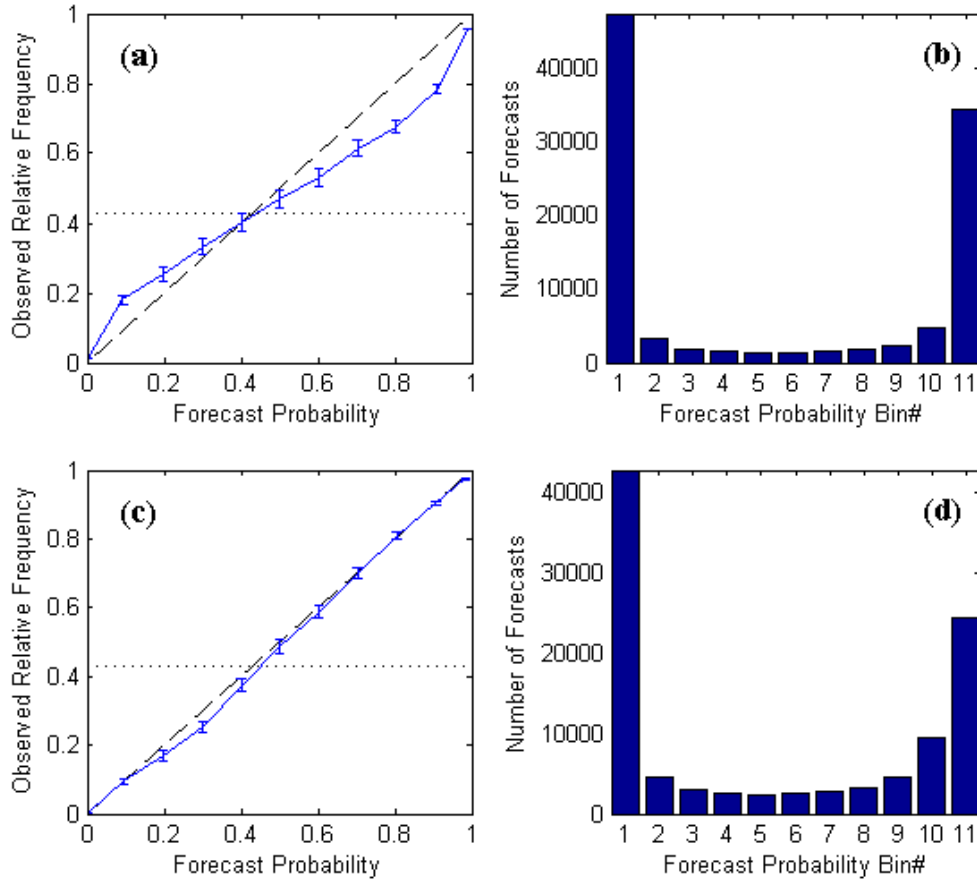 (a)
Observed Relative Frequency
1
0.8
0.6
0.4
0.2
0
0 0.2 0.4 0.6 0.8 1
Forecast Probability
(b)
Number of Forecasts
40000
30000
20000
10000
0
1 2 3 4 5 6 7 8 9 10 11
Forecast Probability Bin#
(c)
Observed Relative Frequency
1
0.8
0.6
0.4
0.2
0
0 0.2 0.4 0.6 0.8 1
Forecast Probability
(d)
Number of Forecasts
40000
30000
20000
10000
0
1 2 3 4 5 6 7 8 9 10 11
Forecast Probability Bin#